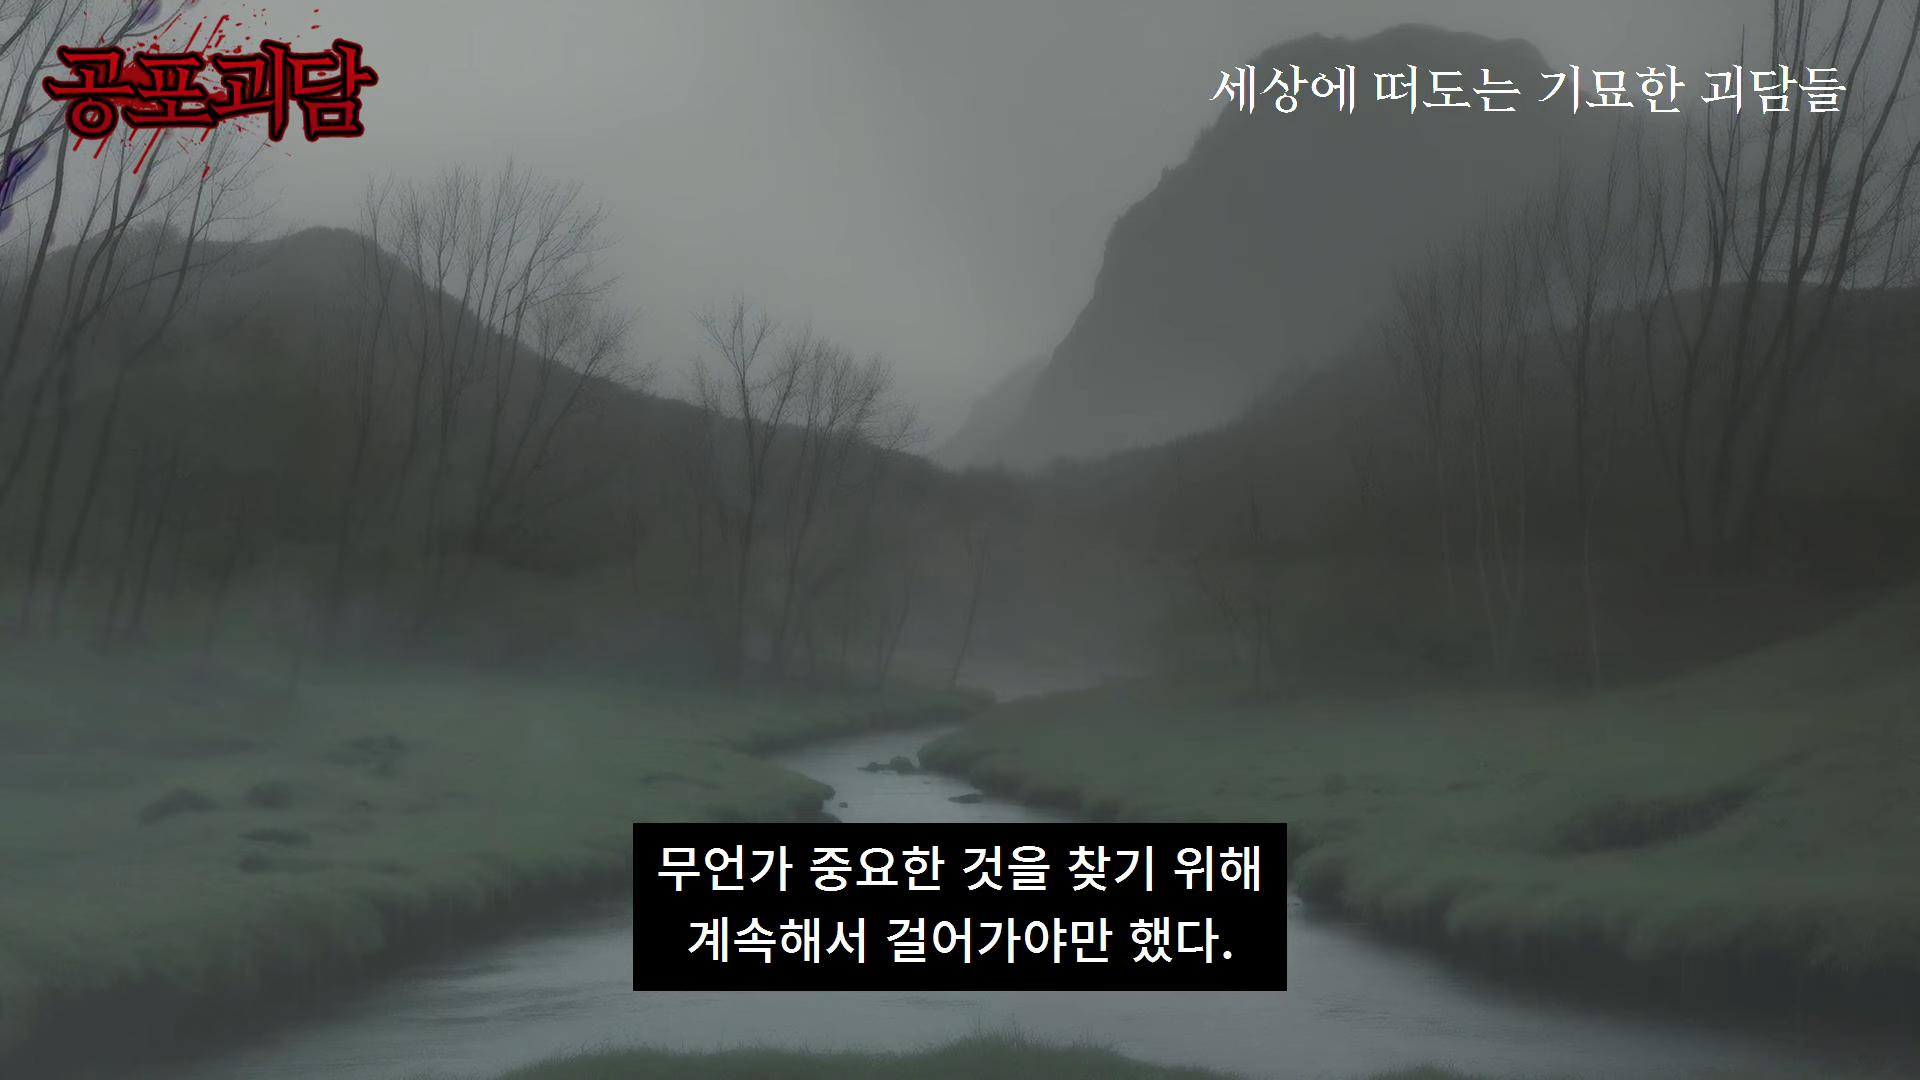 공포괴담
세상에 떠도는 기묘한 괴담들
무언가 중요한 것을 찾기 위해
계속해서 걸어가야만 했다.